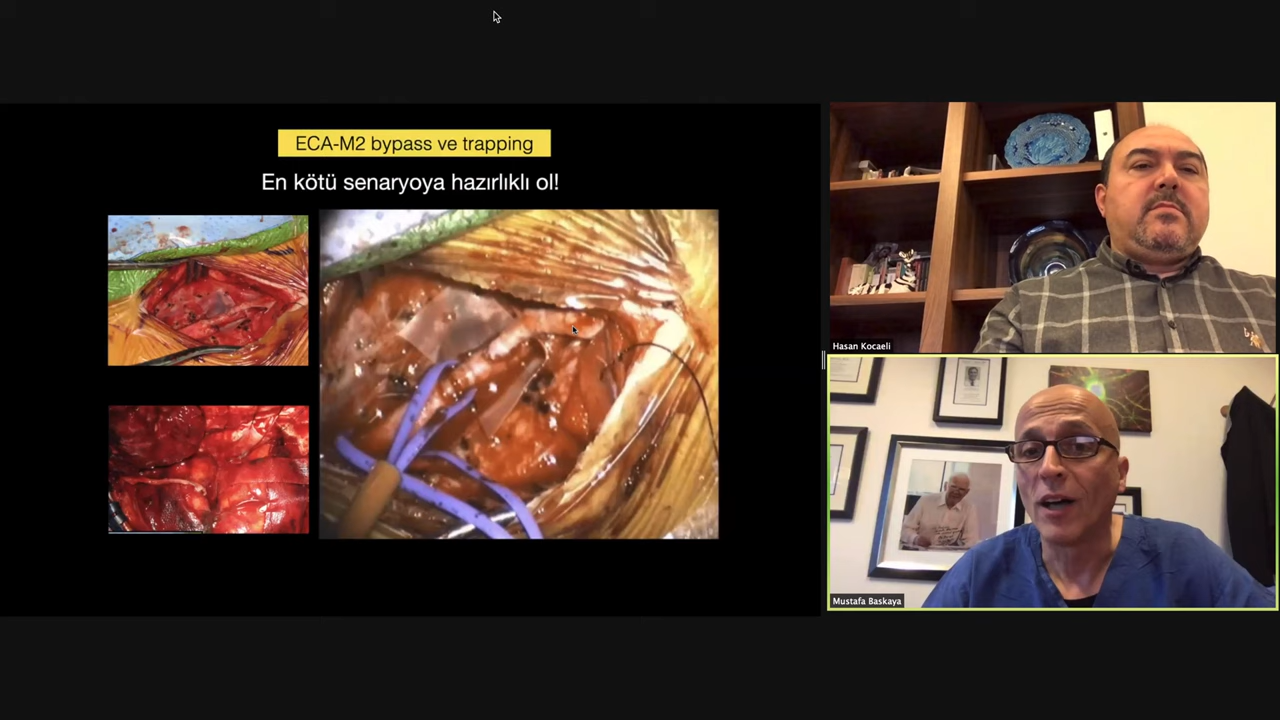 ECA-M2 bypass ve trapping
En kötü senaryoya hazırlıklı ol!
Hasan Kocaeli
Mustafa Baskaya